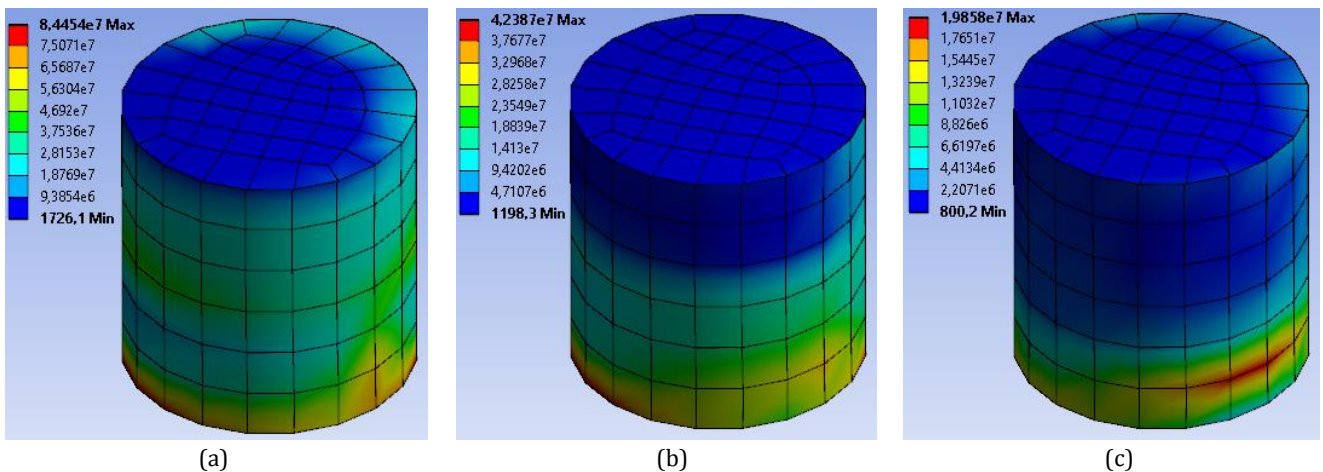 8,4454e7 Max
7,5071e7
6,5687e7
5,6304e7
4,692e7
3,7536e7
2,8153e7
1,8769e7
9,3854e6
1726,1 Min
(a)
4,2387e7 Max
3,7677e7
3,2968e7
2,8258e7
2,3549e7
1,8839e7
1,413e7
9,4202e6
4,7107e6
1198,3 Min
(b)
1,9858e7 Max
1,7651e7
1,5445e7
1,3239e7
1,1032e7
8,826e6
6,6197e6
4,4134e6
2,2071e6
800,2 Min
(c)